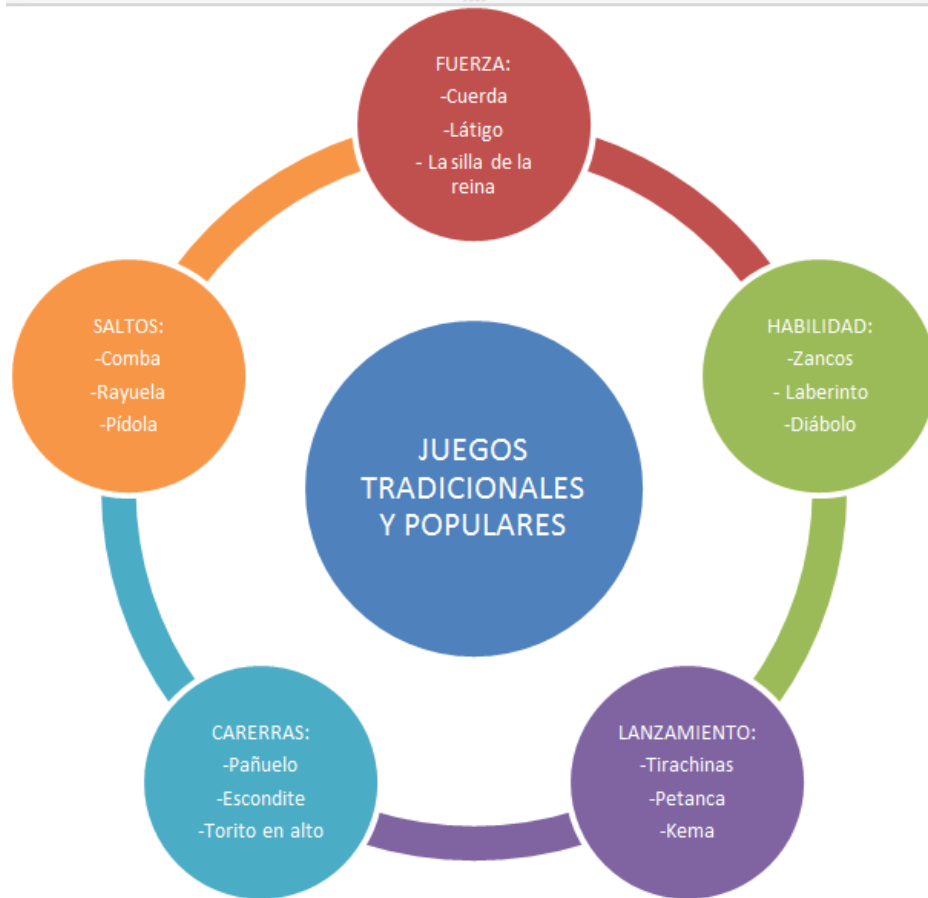 FUERZA:
-Cuerda
-Látigo
- La silla de la
reina
HABILIDAD:
-Zancos
- Laberinto
-Diábolo
LANZAMIENTO:
-Tirachinas
-Petanca
-Kema
CARERRAS:
-Pañuelo
-Escondite
-Torito en alto
SALTOS:
-Comba
-Rayuela
-Pídola
JUEGOS
TRADICIONALES
Y POPULARES